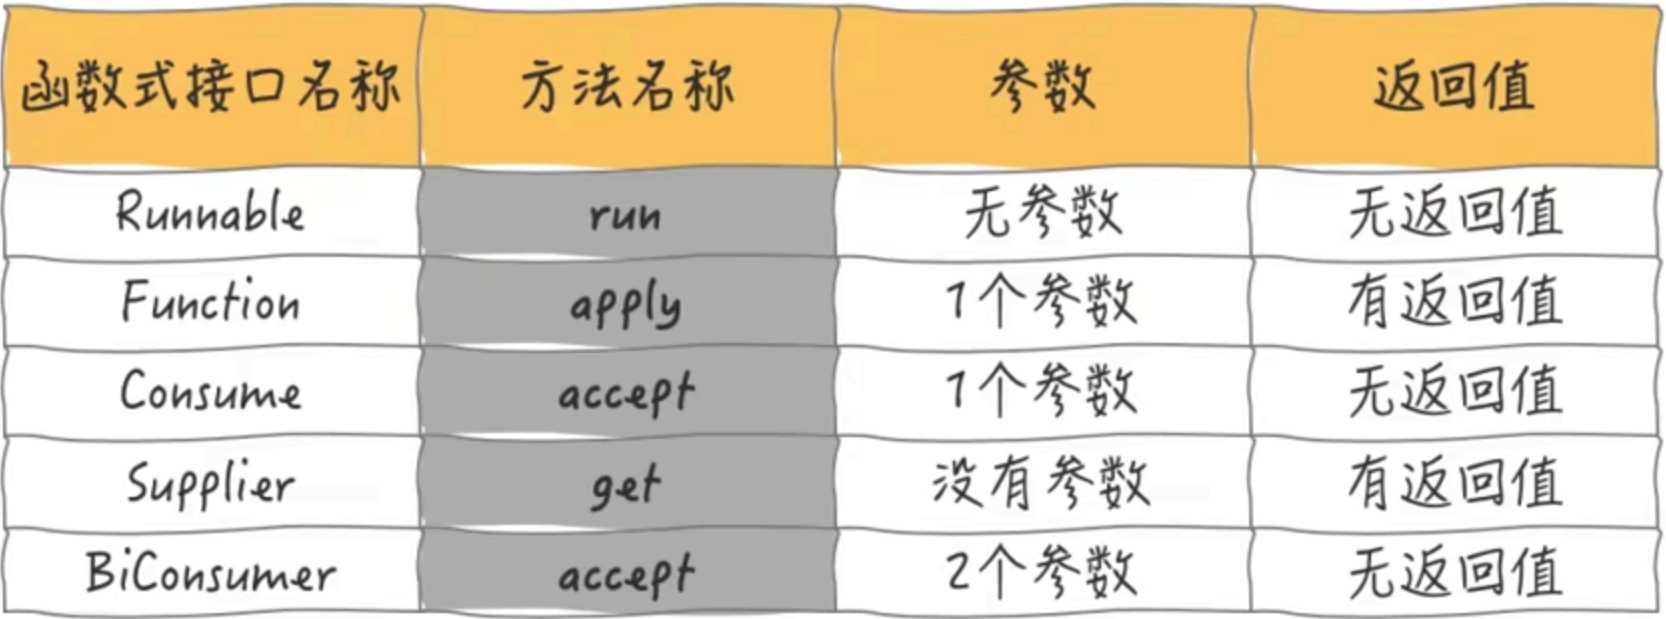 函数式接口名称 方法名称 参数 返回值
Runnable run 无参数 无返回值
Function apply 1个参数 有返回值
Consume accept 1个参数 无返回值
Supplier get 没有参数 有返回值
BiConsumer accept 2个参数 无返回值